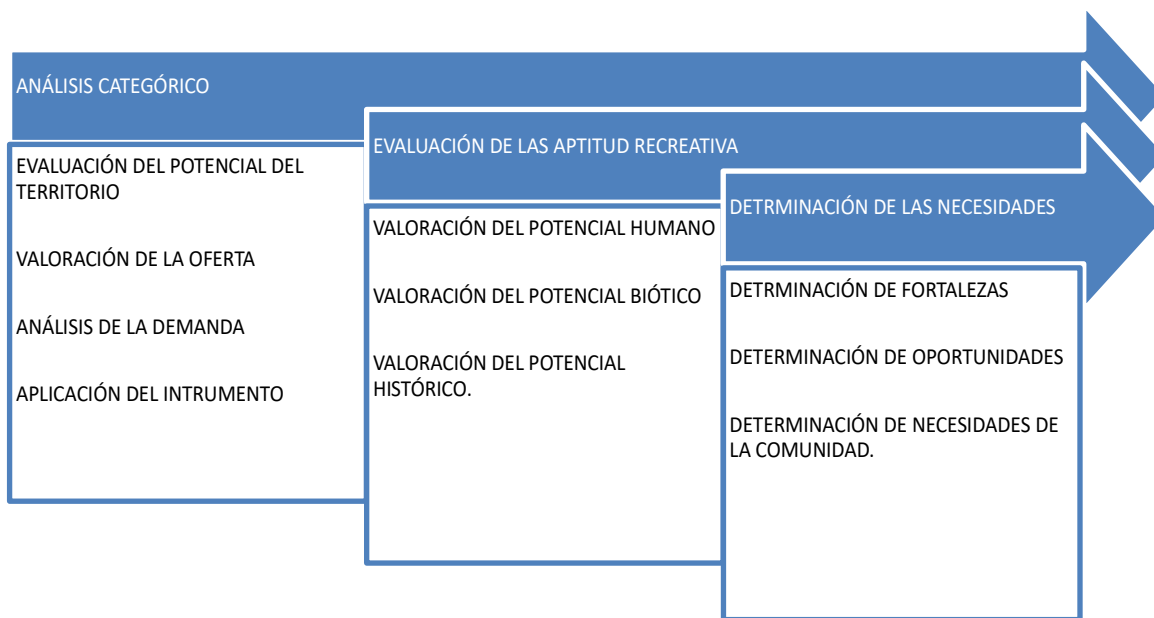 ANÁLISIS CATEGÓRICO
EVALUACIÓN DEL POTENCIAL DEL
TERRITORIO
VALORACIÓN DE LA OFERTA
ANÁLISIS DE LA DEMANDA
APLICACIÓN DEL INTRUMENTO
EVALUACIÓN DE LAS APTITUD RECREATIVA
VALORACIÓN DEL POTENCIAL HUMANO
VALORACIÓN DEL POTENCIAL BIÓTICO
VALORACIÓN DEL POTENCIAL
HISTÓRICO.
DETRMINACIÓN DE LAS NECESIDADES
DETRMINACIÓN DE FORTALEZAS
DETERMINACIÓN DE OPORTUNIDADES
DETERMINACIÓN DE NECESIDADES DE
LA COMUNIDAD.